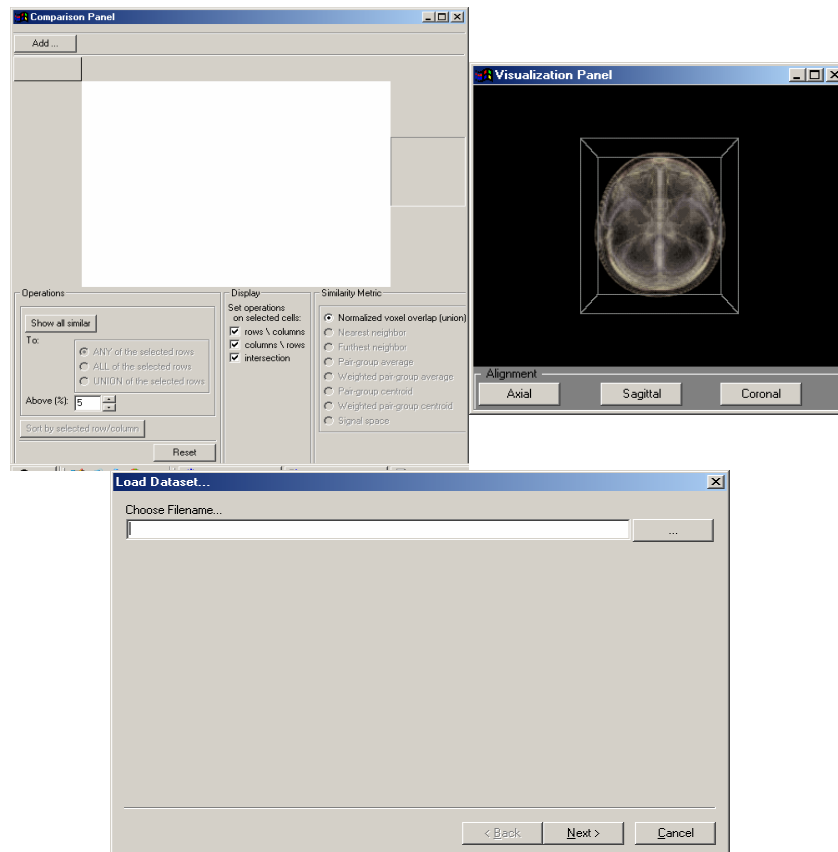 Comparison Panel
Add ...
Operations
Show all similar
To:
ANY of the selected rows
ALL of the selected rows
UNION of the selected rows
Above (%): 5
Sort by selected row/column
Reset
Display
Set operations
on selected cells:
rows \ columns
columns \ rows
intersection
Similarity Metric
Normalized voxel overlap (union)
Nearest neighbor
Furthest neighbor
Pair-group average
Weighted pair-group average
Pair-group centroid
Weighted pair-group centroid
Signal space
Visualization Panel
Alignment
Axial Sagittal Coronal
Load Dataset...
Choose Filename...
...
< Back Next > Cancel